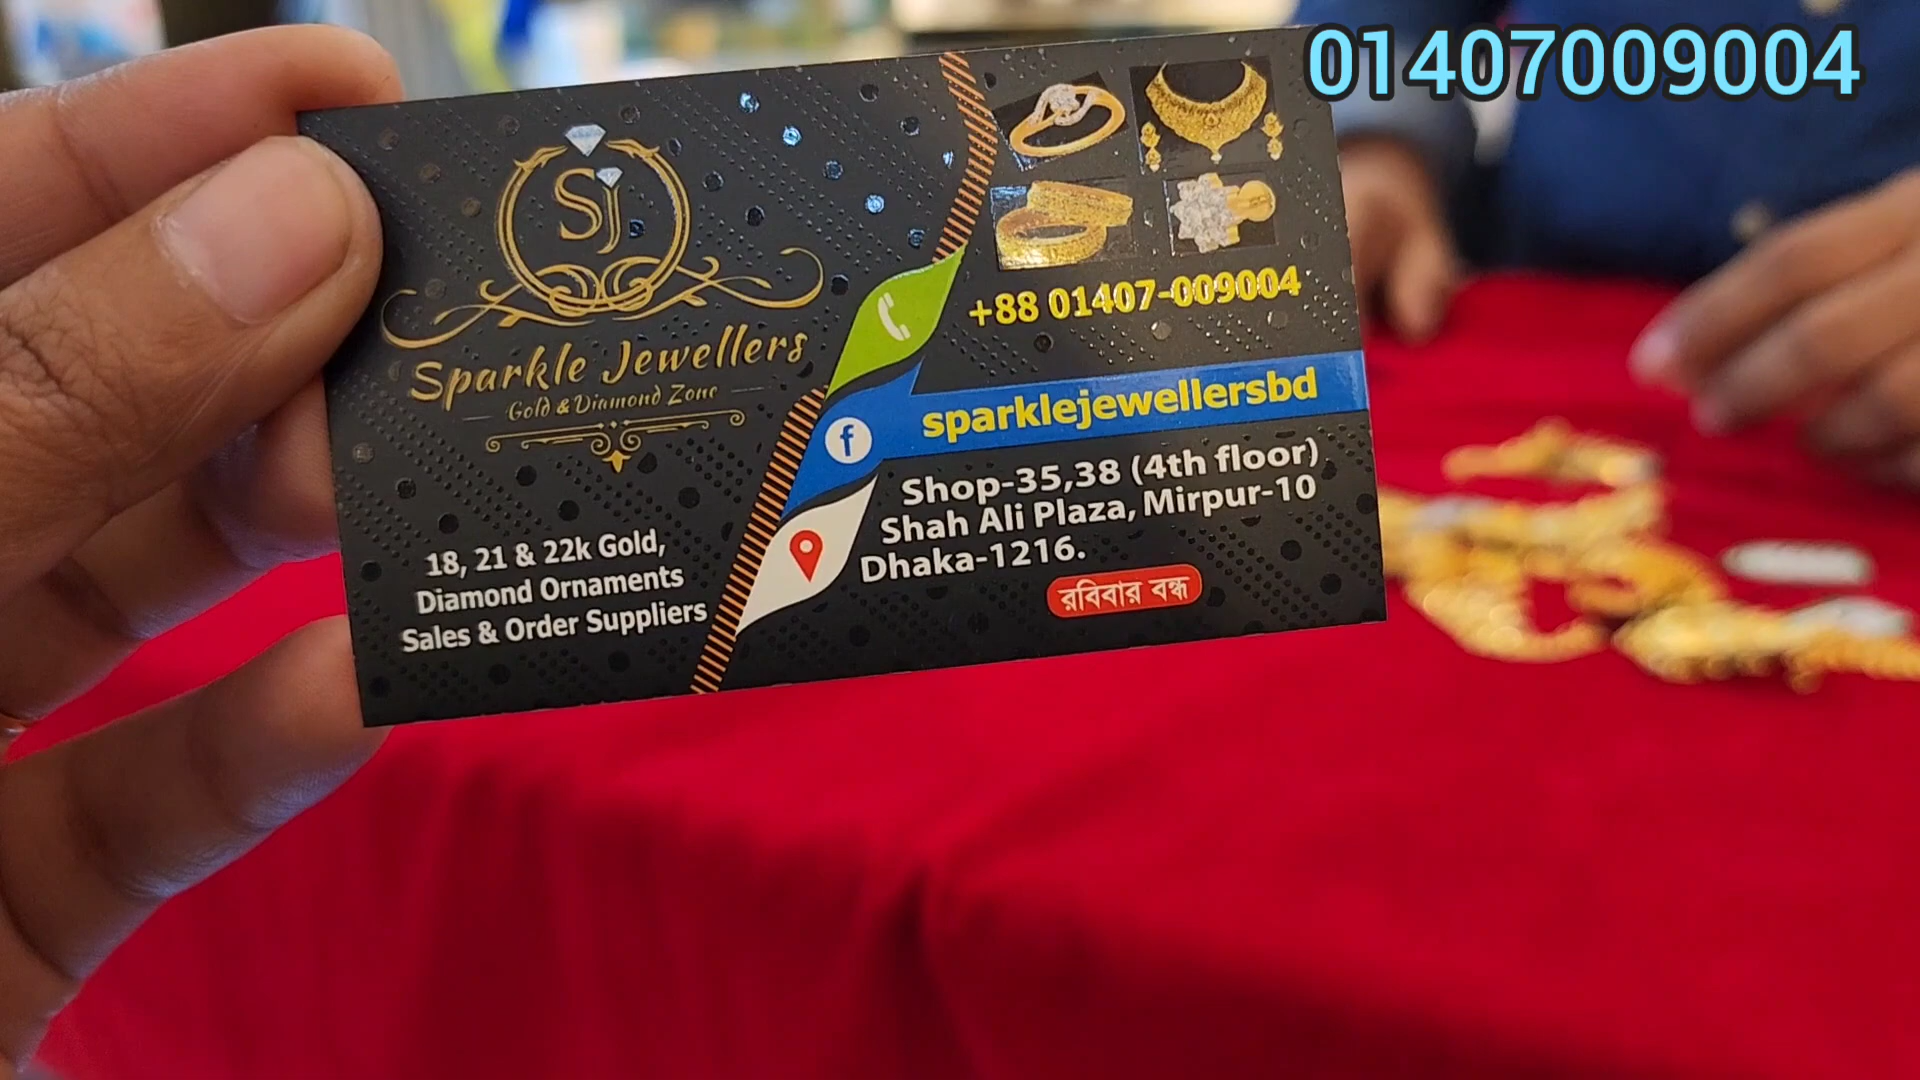 01407009004
SJ
Sparkle Jewellers
Gold & Diamond Zone
18, 21 & 22k Gold,
Diamond Ornaments
Sales & Order Suppliers
+88 01407-009004
f sparklejewellersbd
Shop-35,38 (4th floor)
Shah Ali Plaza, Mirpur-10
Dhaka-1216.
রবিবার বন্ধ